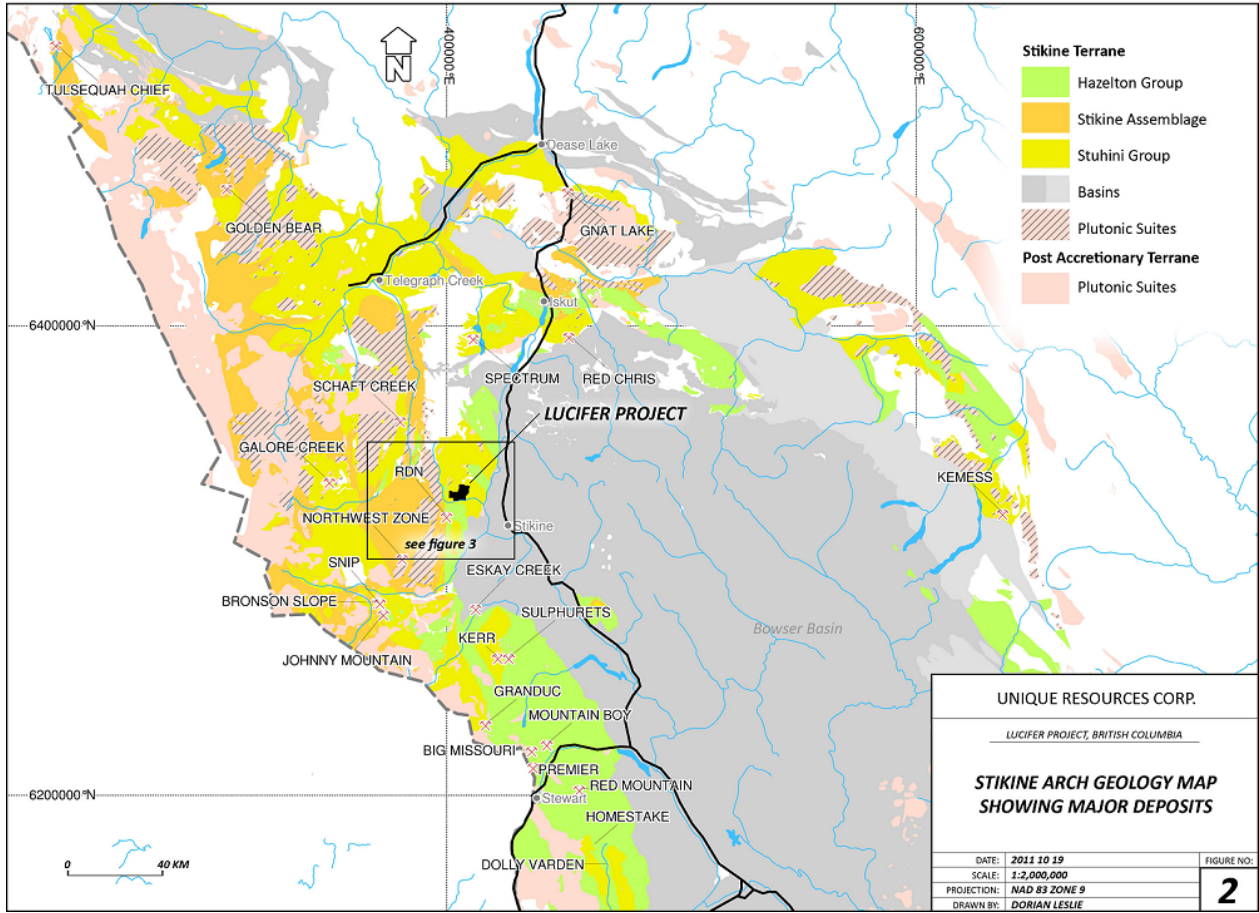 N
400000°E
600000°E
TULSEQUAH CHIEF
Dease Lake
GOLDEN BEAR
GNAT LAKE
Telegraph Creek
Iskut
6400000°N
SCHAFT CREEK
SPECTRUM
RED CHRIS
LUCIFER PROJECT
GALORE CREEK
RDN
KEMESS
NORTHWEST ZONE
Stikine
see figure 3
SNIP
ESKAY CREEK
BRONSON SLOPE
SULPHURETS
Bowser Basin
KERR
JOHNNY MOUNTAIN
GRANDUC
MOUNTAIN BOY
BIG MISSOURI
PREMIER
RED MOUNTAIN
6200000°N
Stewart
HOMESTAKE
DOLLY VARDEN
0 40 KM
Stikine Terrane
Hazelton Group
Stikine Assemblage
Stuhini Group
Basins
Plutonic Suites
Post Accretionary Terrane
Plutonic Suites
UNIQUE RESOURCES CORP.
LUCIFER PROJECT, BRITISH COLUMBIA
STIKINE ARCH GEOLOGY MAP
SHOWING MAJOR DEPOSITS
DATE: 2011 10 19
SCALE: 1:2,000,000
PROJECTION: NAD 83 ZONE 9
DRAWN BY: DORIAN LESLIE
FIGURE NO:
2